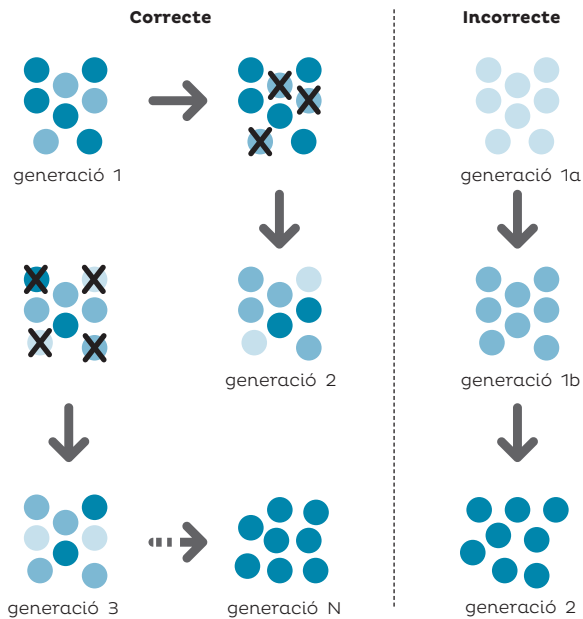 Correcte
generació 1
generació 2
generació 3
generació N
Incorrecte
generació 1a
generació 1b
generació 2